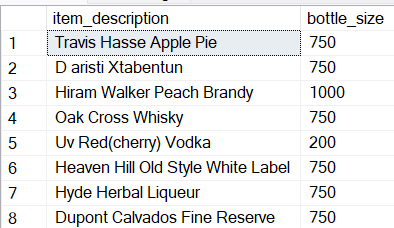 item_description bottle_size
1 Travis Hasse Apple Pie 750
2 D aristi Xtabentun 750
3 Hiram Walker Peach Brandy 1000
4 Oak Cross Whisky 750
5 Uv Red(cherry) Vodka 200
6 Heaven Hill Old Style White Label 750
7 Hyde Herbal Liqueur 750
8 Dupont Calvados Fine Reserve 750